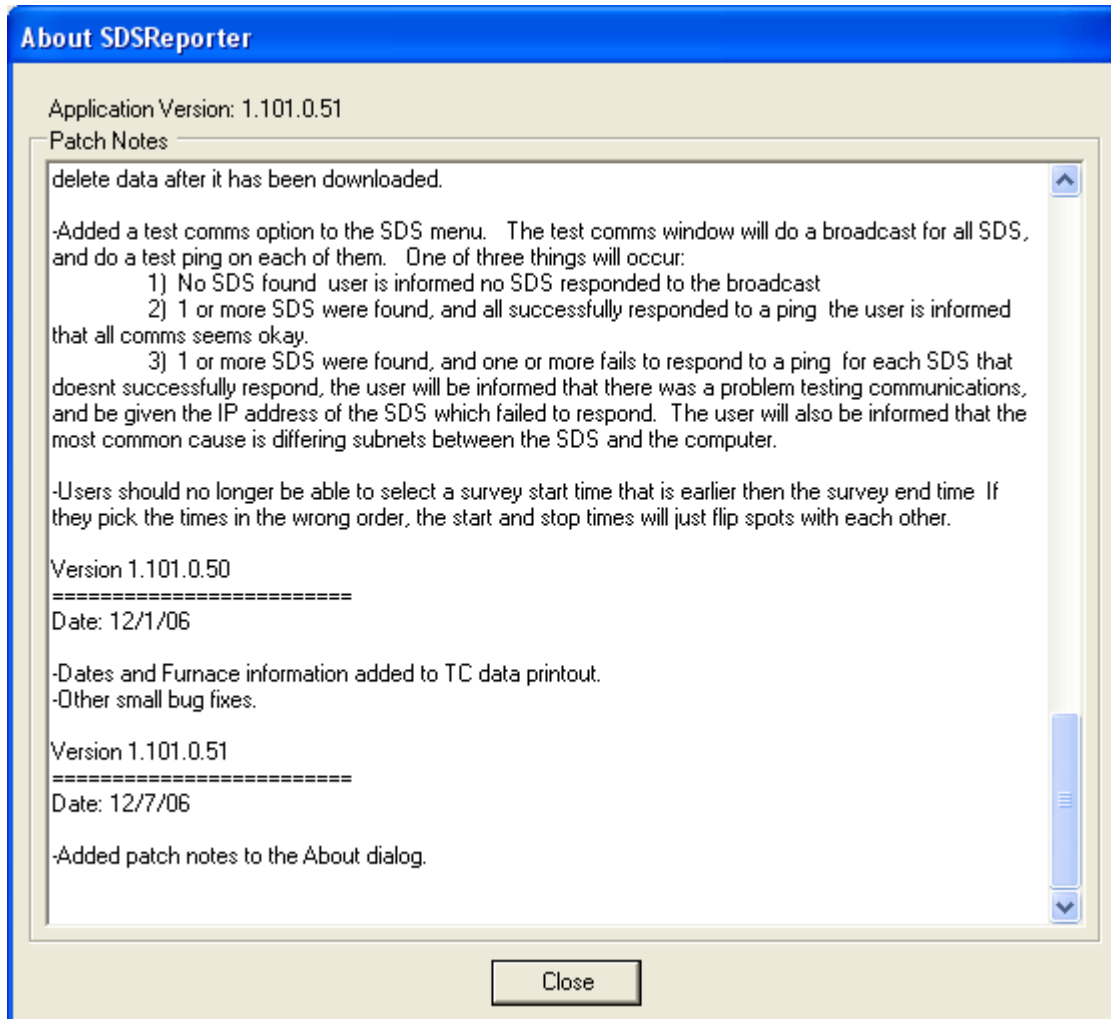 About SDSReporter
Application Version: 1.101.0.51
Patch Notes
delete data after it has been downloaded.
-Added a test comms option to the SDS menu.   The test comms window will do a broadcast for all SDS,
and do a test ping on each of them.   One of three things will occur:
1)  No SDS found  user is informed no SDS responded to the broadcast
2)  1 or more SDS were found, and all successfully responded to a ping  the user is informed
that all comms seems okay.
3)  1 or more SDS were found, and one or more fails to respond to a ping  for each SDS that
doesnt successfully respond, the user will be informed that there was a problem testing communications,
and be given the IP address of the SDS which failed to respond.  The user will also be informed that the
most common cause is differing subnets between the SDS and the computer.
-Users should no longer be able to select a survey start time that is earlier then the survey end time  If
they pick the times in the wrong order, the start and stop times will just flip spots with each other.
Version 1.101.0.50
=========================
Date: 12/1/06
-Dates and Furnace information added to TC data printout.
-Other small bug fixes.
Version 1.101.0.51
=========================
Date: 12/7/06
-Added patch notes to the About dialog.
Close